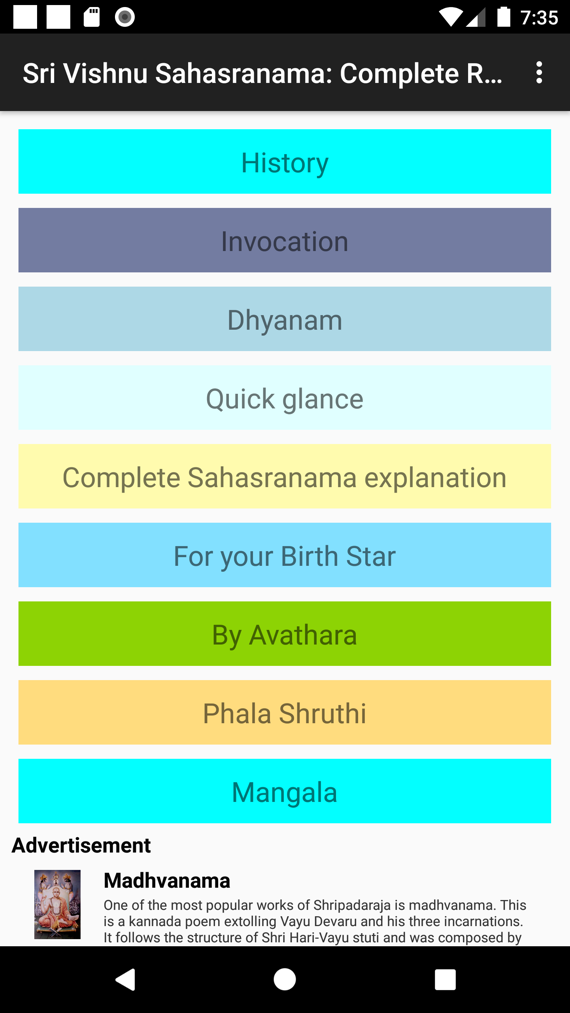 7:35
Sri Vishnu Sahasranama: Complete R...
History
Invocation
Dhyanam
Quick glance
Complete Sahasranama explanation
For your Birth Star
By Avathara
Phala Shruthi
Mangala
Advertisement
Madhvanama
One of the most popular works of Shripadaraja is madhvanama. This
is a kannada poem extolling Vayu Devaru and his three incarnations.
It follows the structure of Shri Hari-Vayu stuti and was composed by